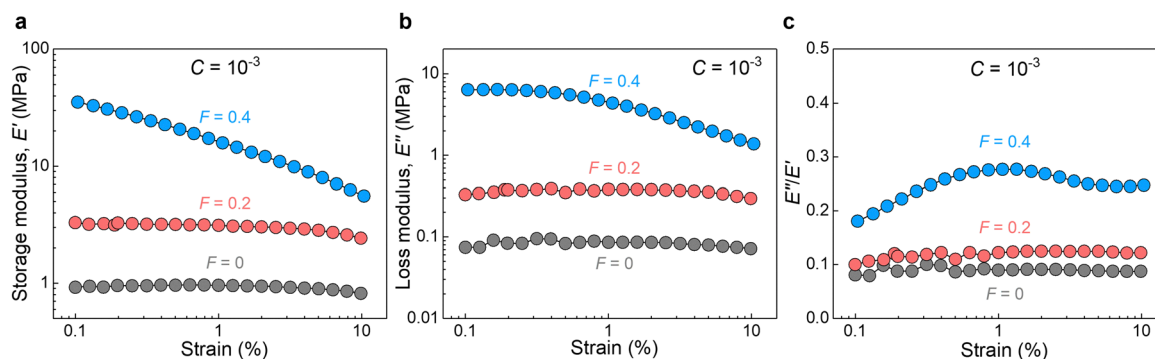 a
Storage modulus, E′ (MPa)
100
10
1
C = 10⁻³
F = 0.4
F = 0.2
F = 0
0.1
1
10
Strain (%)
b
Loss modulus, E″ (MPa)
10
1
0.1
0.01
C = 10⁻³
F = 0.4
F = 0.2
F = 0
0.1
1
10
Strain (%)
c
E″/E′
0.5
0.4
0.3
0.2
0.1
0.0
C = 10⁻³
F = 0.4
F = 0.2
F = 0
0.1
1
10
Strain (%)